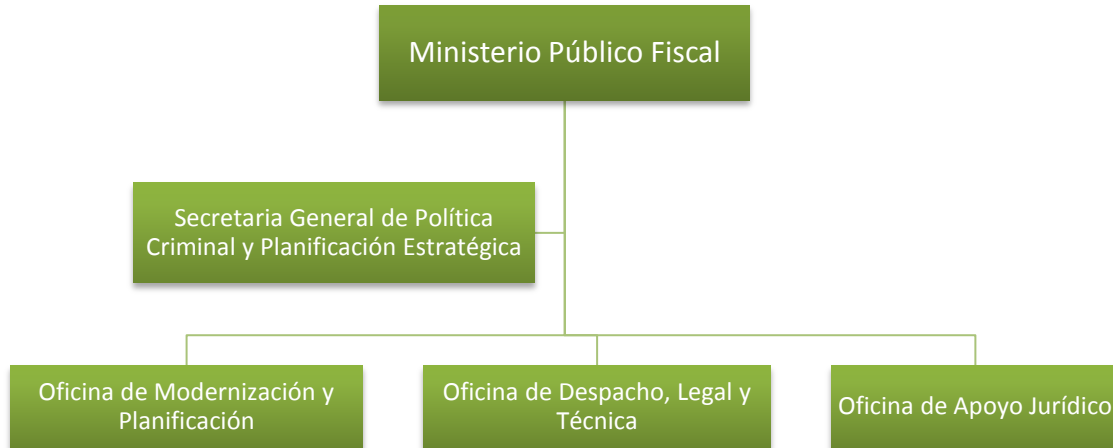 Ministerio Público Fiscal
Secretaria General de Política
Criminal y Planificación Estratégica
Oficina de Modernización y
Planificación
Oficina de Despacho, Legal y
Técnica
Oficina de Apoyo Jurídico